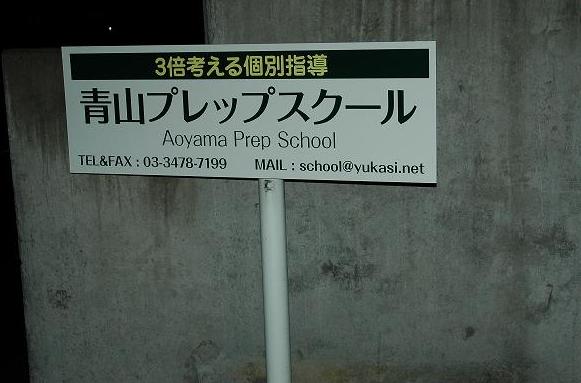 3倍考える個別指導
青山プレップスクール
Aoyama Prep School
TEL&FAX : 03-3478-7199 MAIL : school@yukasi.net